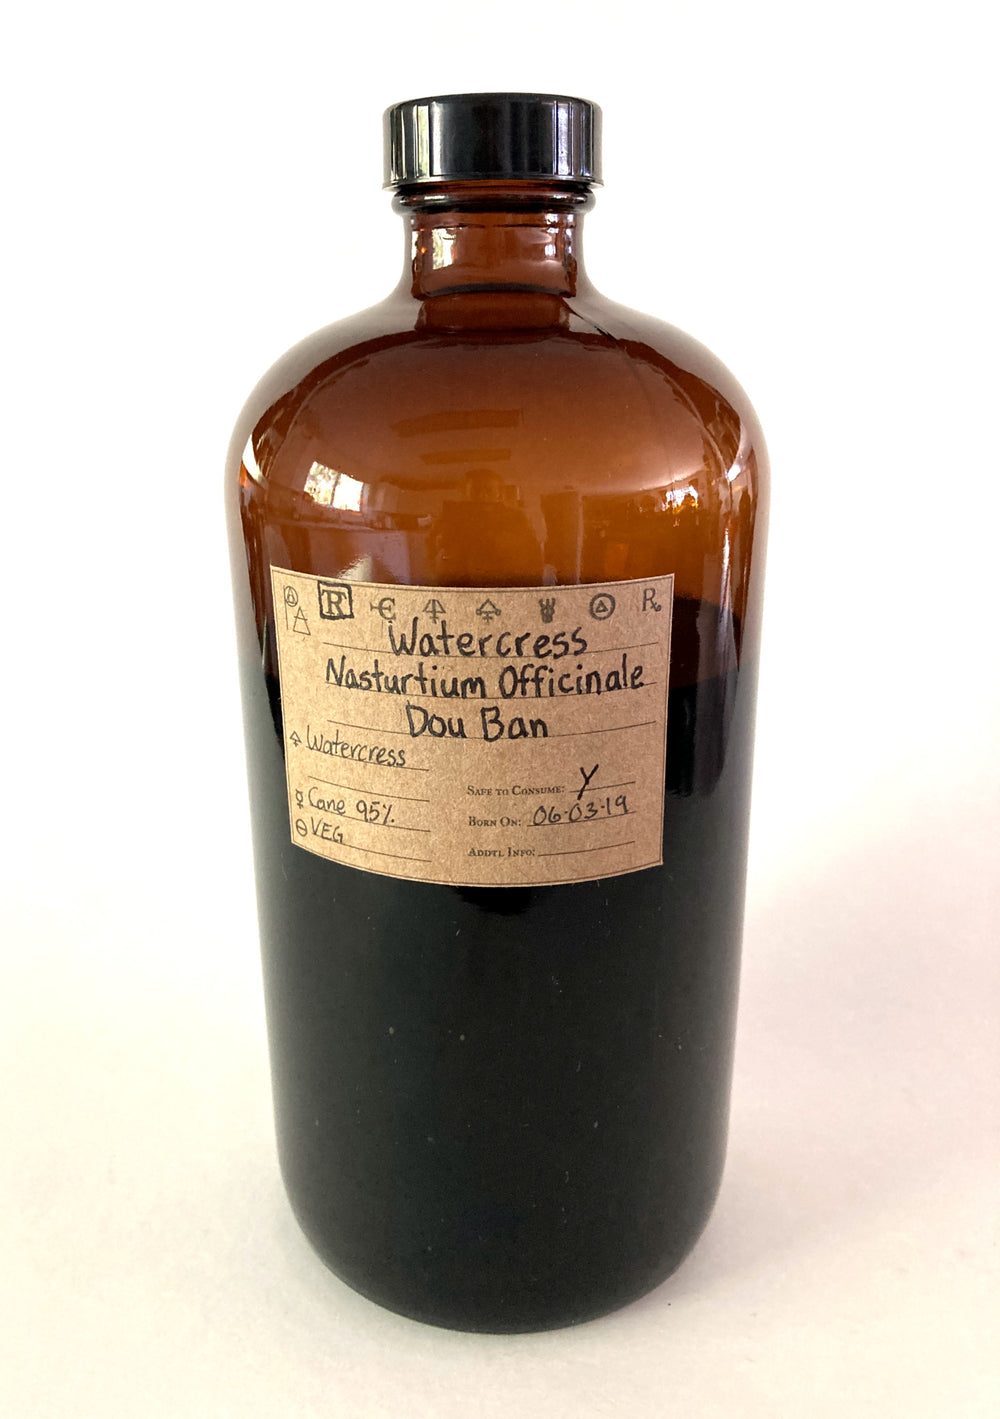 R ℞
Watercress
Nasturtium Officinale
Dou Ban
Watercress
Cane 95%
VEG
Safe to Consume: Y
Born On: 06·03·19
Addtl Info: